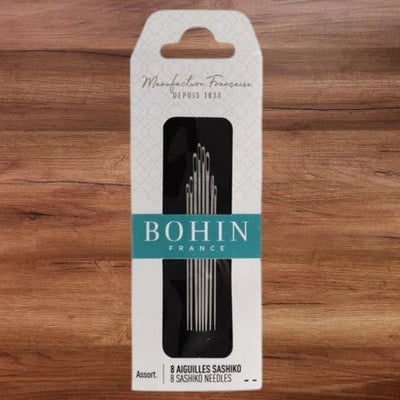 Manufacture Française
DEPUIS 1833
BOHIN
FRANCE
Assort.
8 AIGUILLES SASHIKO
8 SASHIKO NEEDLES